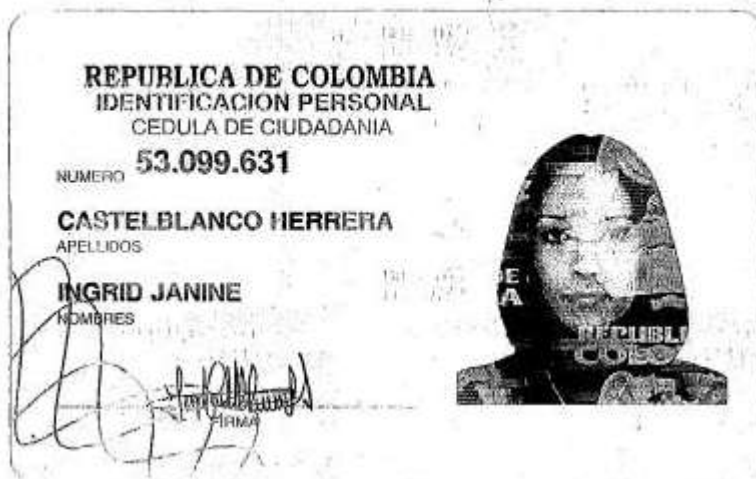 REPUBLICA DE COLOMBIA
IDENTIFICACION PERSONAL
CEDULA DE CIUDADANIA
NUMERO 53.099.631
CASTELBLANCO HERRERA
APELLIDOS
INGRID JANINE
NOMBRES
FIRMA